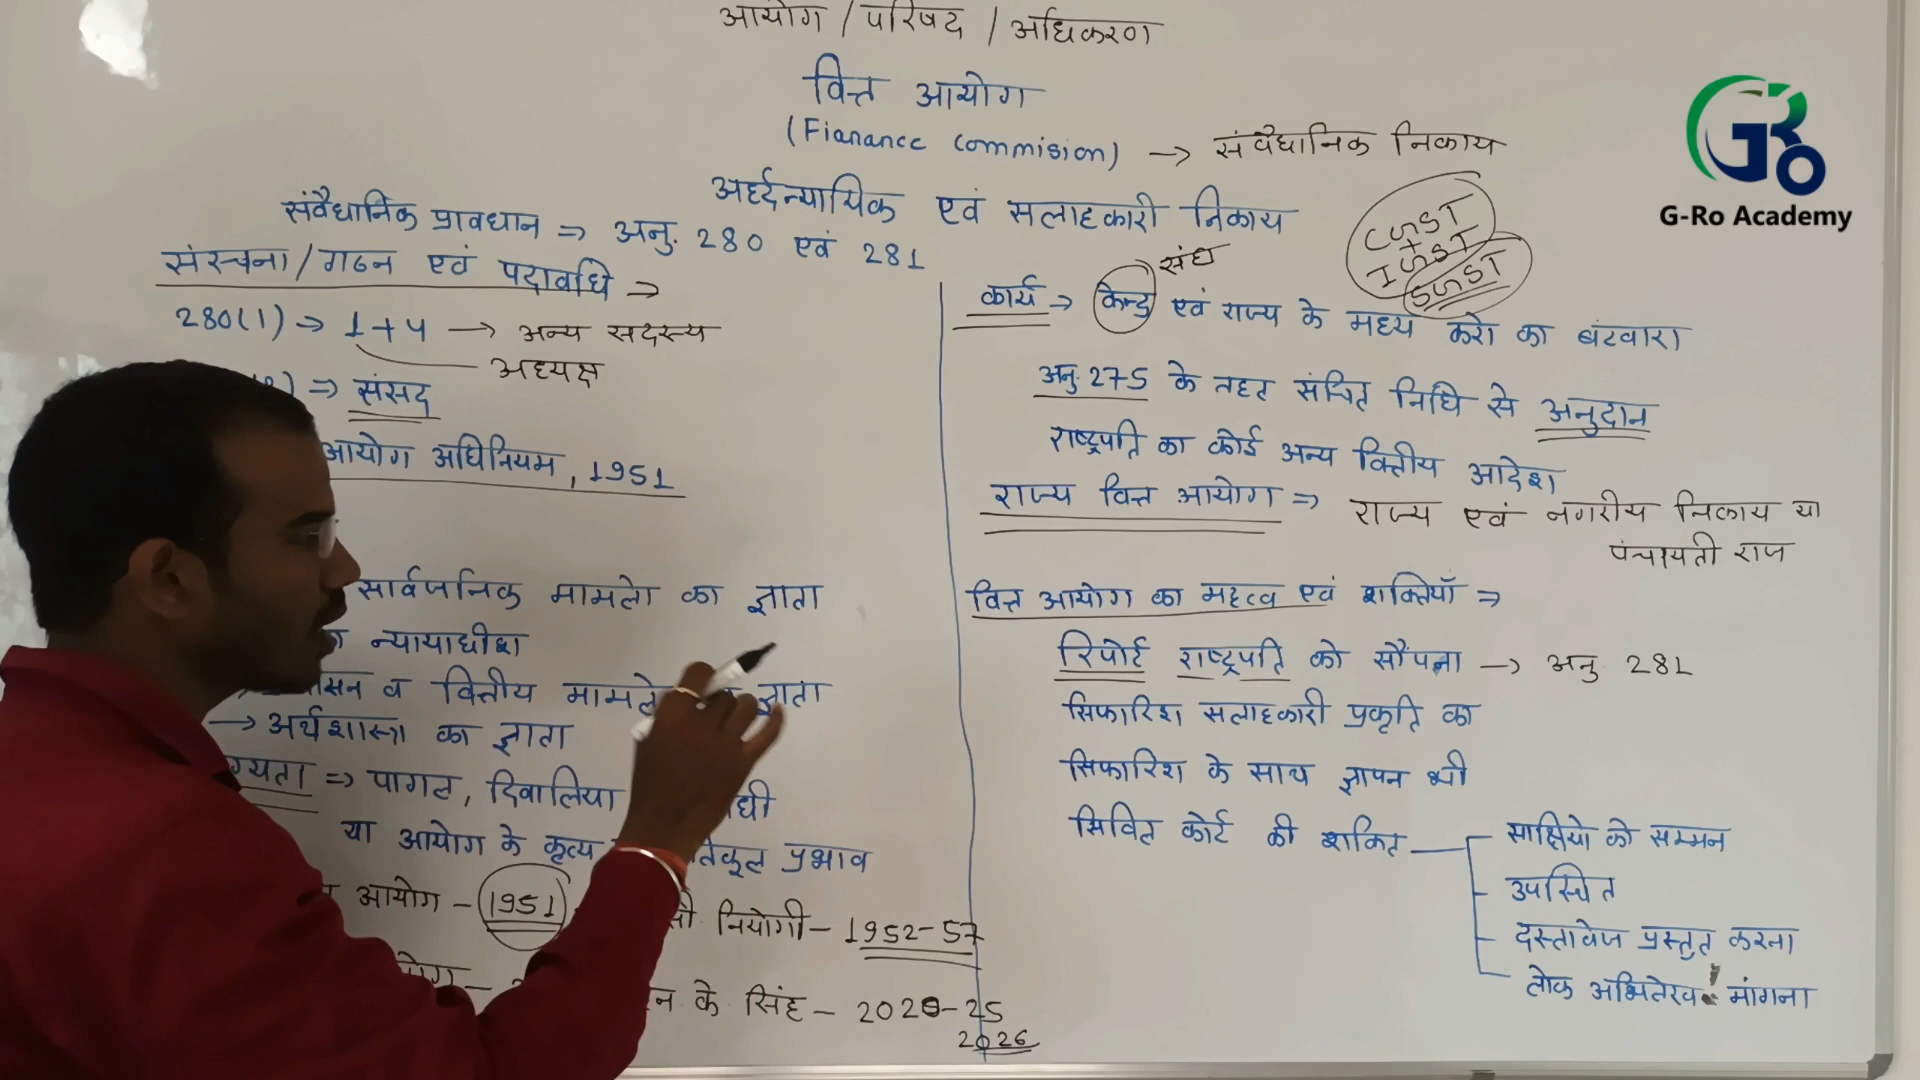 आयोग / परिषद / अधिकरण
वित्त आयोग
(Fianance commision) → संवैधानिक निकाय
अर्ह्दन्यायिक एवं सलाहकारी निकाय
G-Ro Academy
संवैधानिक प्रावधान ⇒ अनु. 280 एवं 281
संरचना/गठन एवं पदावधि ⇒
280(1) ⇒ 1+4 → अन्य सदस्य
अध्यक्ष
⇒ संसद
आयोग अधिनियम, 1951
सार्वजनिक मामलो का ज्ञाता
न्यायाधीश
व वित्तीय मामले ज्ञाता
→ अर्थशास्त्र का ज्ञाता
⇒ पागल, दिवालिया
या आयोग के कृत्य प्रभाव
आयोग - 1951 नियोगी - 1952-57
के सिंह - 2020-25
2026
CGST
+
IGST
SGST
संघ
कार्य → केन्द्र एवं राज्य के मध्य करो का बंटवारा
अनु. 275 के तहत संचित निधि से अनुदान
राष्ट्रपति का कोई अन्य वित्तीय आदेश
राज्य वित्त आयोग ⇒ राज्य एवं नगरीय निकाय या
पंचायती राज
वित्त आयोग का महत्व एवं शक्तियाँ ⇒
रिपोर्ट राष्ट्रपति को सौंपना → अनु 281
सिफारिश सलाहकारी प्रकृति का
सिफारिश के साथ ज्ञापन भी
सिविल कोर्ट की शक्ति
साक्षियो को सम्मन
उपस्थित
दस्तावेज प्रस्तुत करना
लोक अभिलेख मांगना